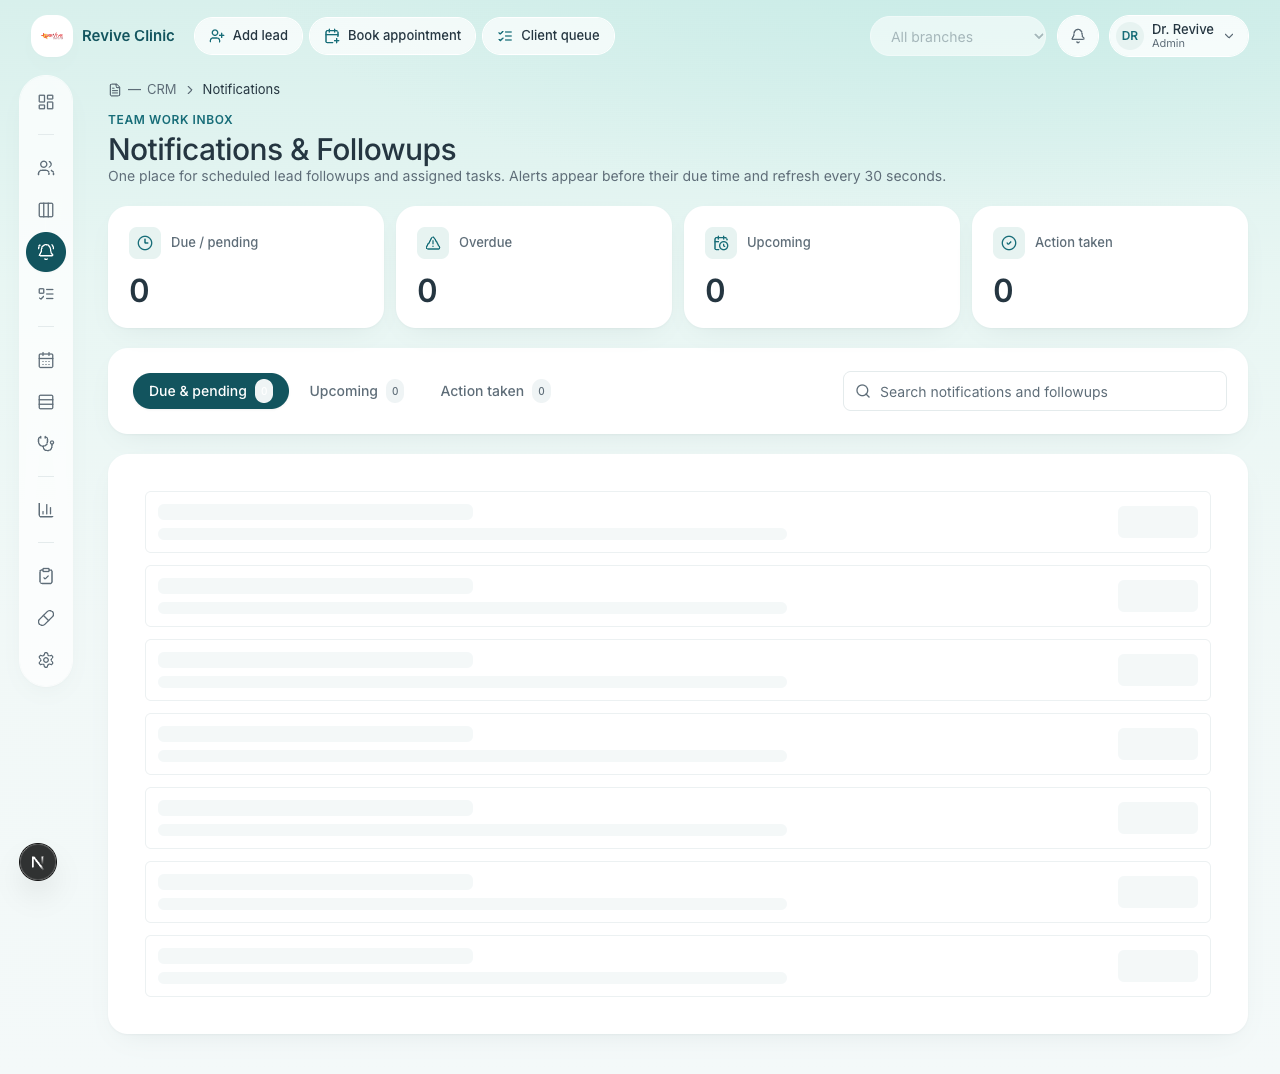 Revive Clinic
Add lead
Book appointment
Client queue
All branches
DR
Dr. Revive
Admin
— CRM > Notifications
TEAM WORK INBOX
Notifications & Followups
One place for scheduled lead followups and assigned tasks. Alerts appear before their due time and refresh every 30 seconds.
Due / pending
0
Overdue
0
Upcoming
0
Action taken
0
Due & pending
Upcoming 0
Action taken 0
Search notifications and followups
N